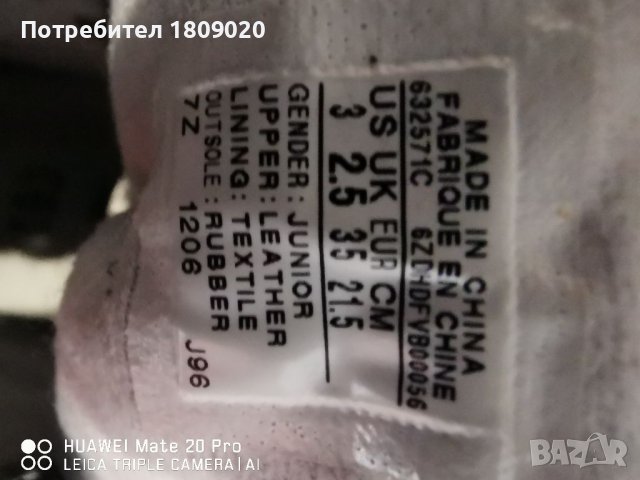 Потребител 1809020
MADE IN CHINA
FABRIQUE EN CHINE
632571C 6ZDHDFVB00056
US UK EUR CM
3 2.5 35 21.5
GENDER: JUNIOR
UPPER: LEATHER
LINING: TEXTILE
OUTSOLE: RUBBER
7Z 1206 J96
HUAWEI Mate 20 Pro
LEICA TRIPLE CAMERA | AI
BAZAR